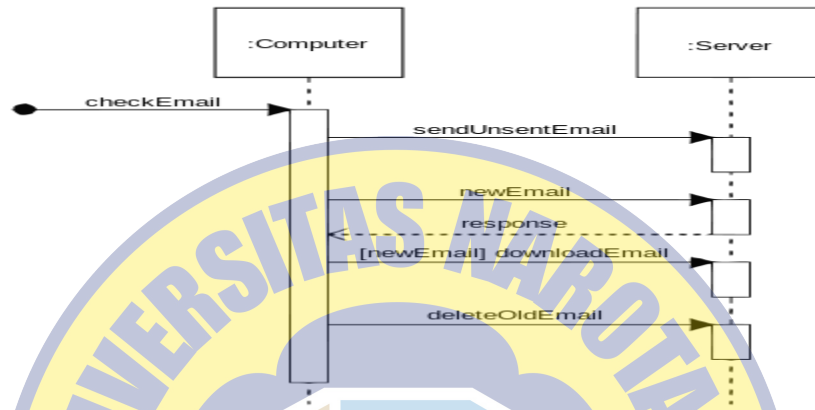 :Computer
:Server
checkEmail
sendUnsentEmail
newEmail
response
[newEmail] downloadEmail
deleteOldEmail
VERSITAS NAROTA